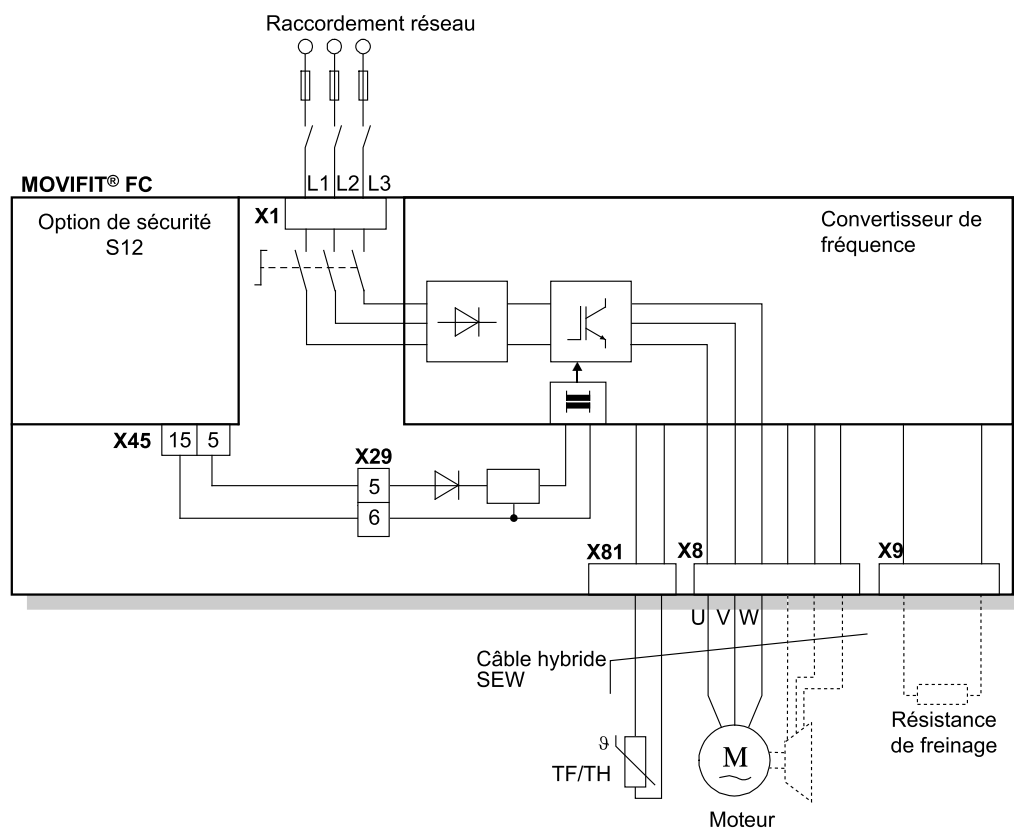 Raccordement réseau
L1 L2 L3
MOVIFIT® FC
Option de sécurité
S12
X1
Convertisseur de
fréquence
X45 15 5
X29
5
6
X81 X8 X9
U V W
Câble hybride
SEW
ϑ
TF/TH
M
Moteur
Résistance
de freinage